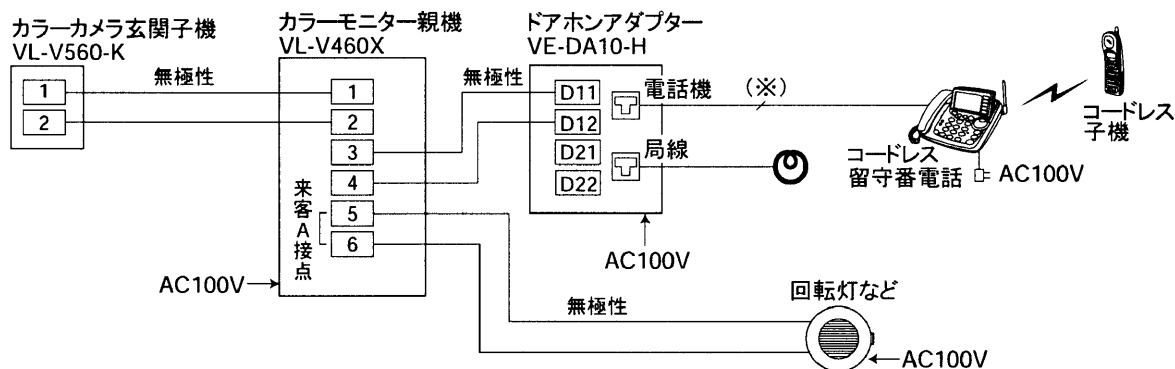 カラーカメラ玄関子機
VL-V560-K
1
2
無極性
カラーモニター親機
VL-V460X
1
2
3
4
5
6
来客A接点
AC100V
無極性
ドアホンアダプター
VE-DA10-H
D11
D12
D21
D22
電話機
局線
AC100V
(※)
コードレス
留守番電話
AC100V
コードレス
子機
無極性
回転灯など
AC100V